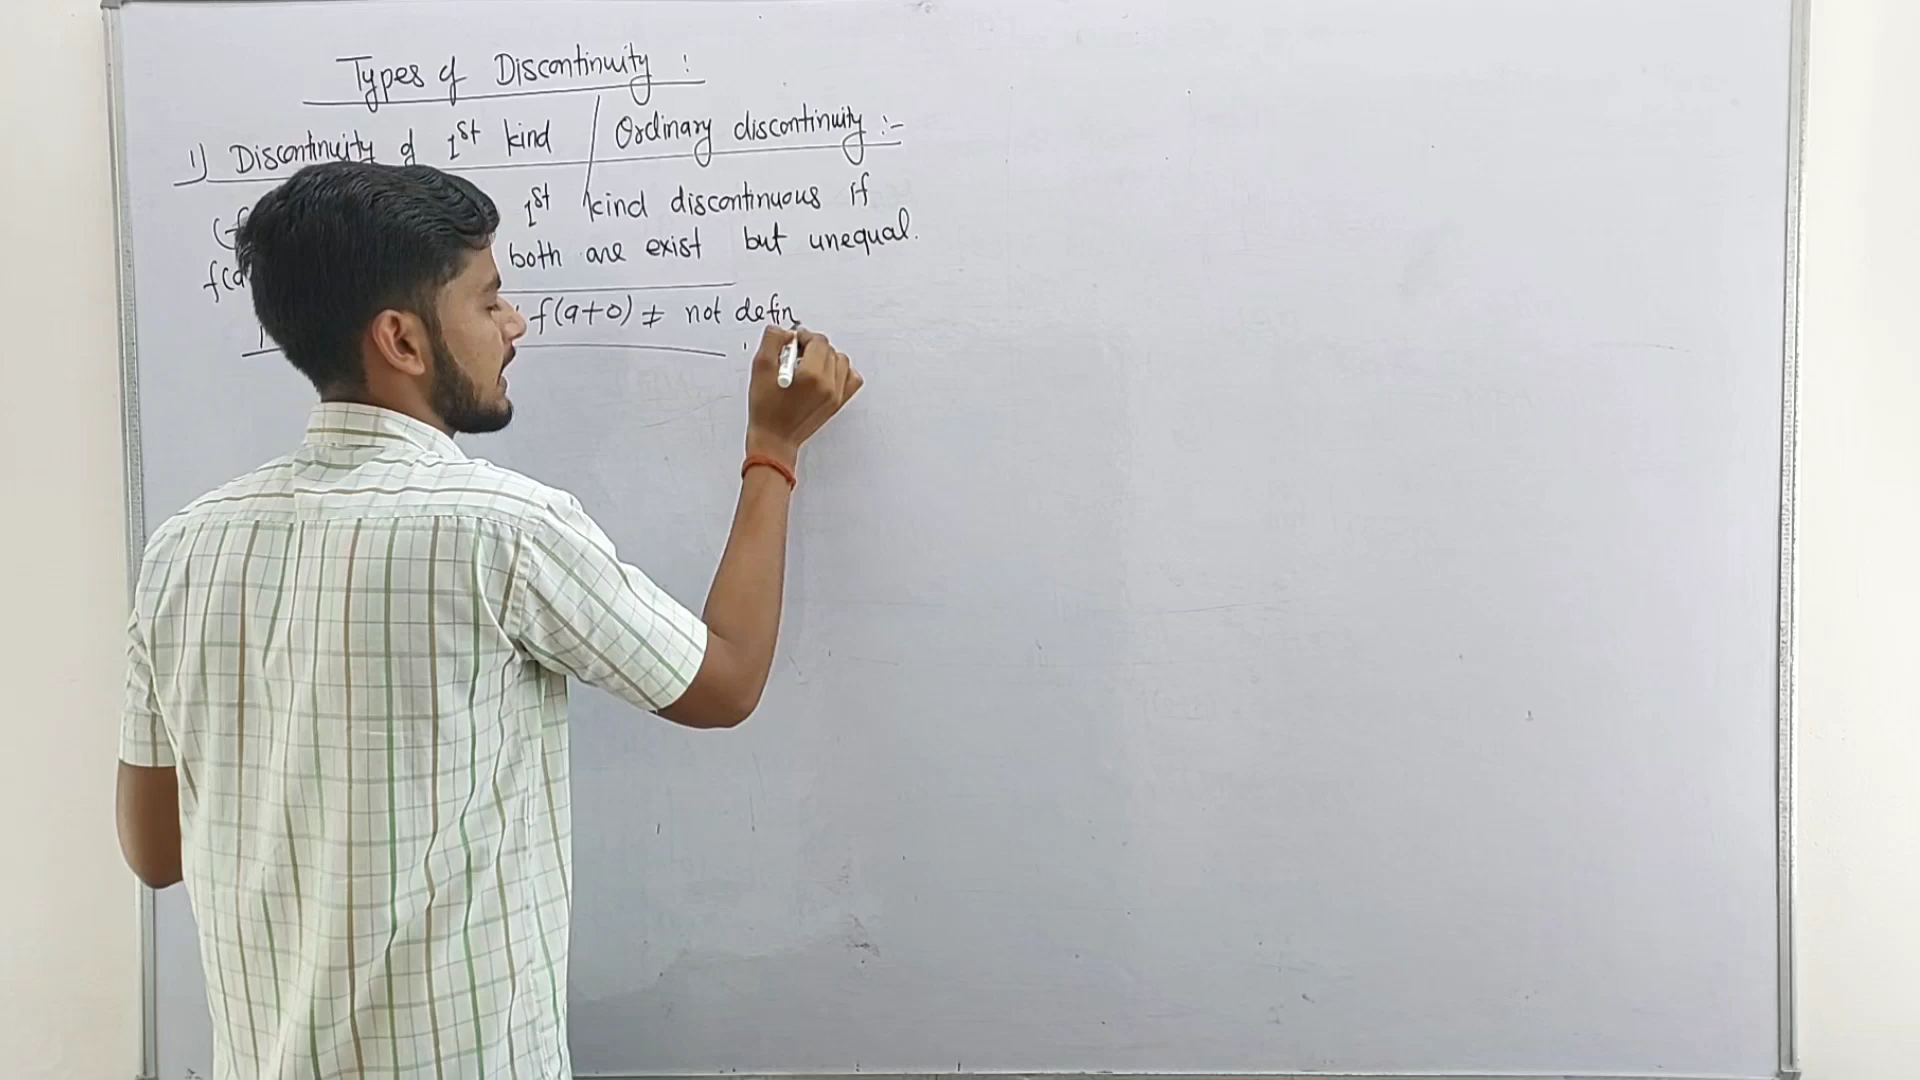 Types of Discontinuity :
1) Discontinuity of 1st kind / Ordinary discontinuity :-
1st kind discontinuous if
both are exist but unequal.
f(a+0) ≠ not defin